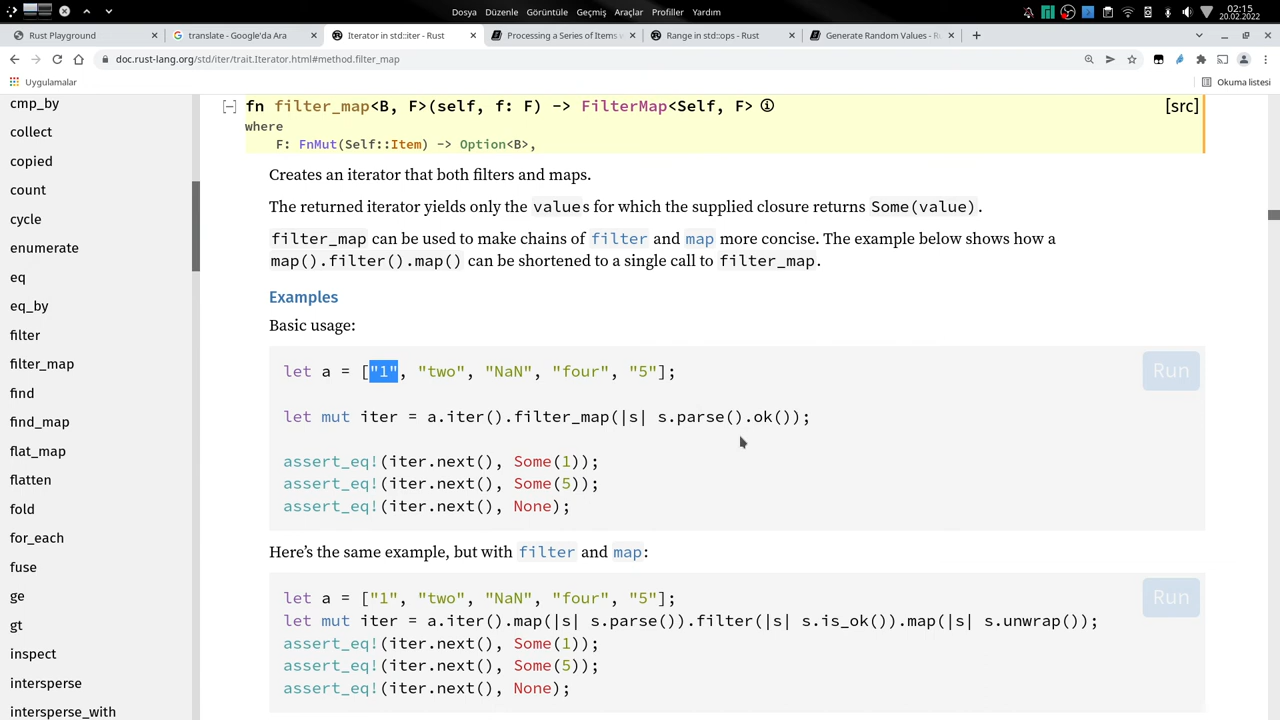 Dosya Düzenle Görüntüle Geçmiş Araçlar Profiller Yardım
02:15
20.02.2022
Rust Playground
translate - Google'da Ara
Iterator in std::iter - Rust
Processing a Series of Items
Range in std::ops - Rust
Generate Random Values - R
doc.rust-lang.org/std/iter/trait.Iterator.html#method.filter_map
Uygulamalar
Okuma listesi
cmp_by
collect
copied
count
cycle
enumerate
eq
eq_by
filter
filter_map
find
find_map
flat_map
flatten
fold
for_each
fuse
ge
gt
inspect
intersperse
intersperse_with
[-] fn filter_map<B, F>(self, f: F) -> FilterMap<Self, F> ⓘ [src]
where
F: FnMut(Self::Item) -> Option<B>,
Creates an iterator that both filters and maps.
The returned iterator yields only the values for which the supplied closure returns Some(value).
filter_map can be used to make chains of filter and map more concise. The example below shows how a
map().filter().map() can be shortened to a single call to filter_map.
Examples
Basic usage:
Run
let a = ["1", "two", "NaN", "four", "5"];
let mut iter = a.iter().filter_map(|s| s.parse().ok());
assert_eq!(iter.next(), Some(1));
assert_eq!(iter.next(), Some(5));
assert_eq!(iter.next(), None);
Here's the same example, but with filter and map:
Run
let a = ["1", "two", "NaN", "four", "5"];
let mut iter = a.iter().map(|s| s.parse()).filter(|s| s.is_ok()).map(|s| s.unwrap());
assert_eq!(iter.next(), Some(1));
assert_eq!(iter.next(), Some(5));
assert_eq!(iter.next(), None);